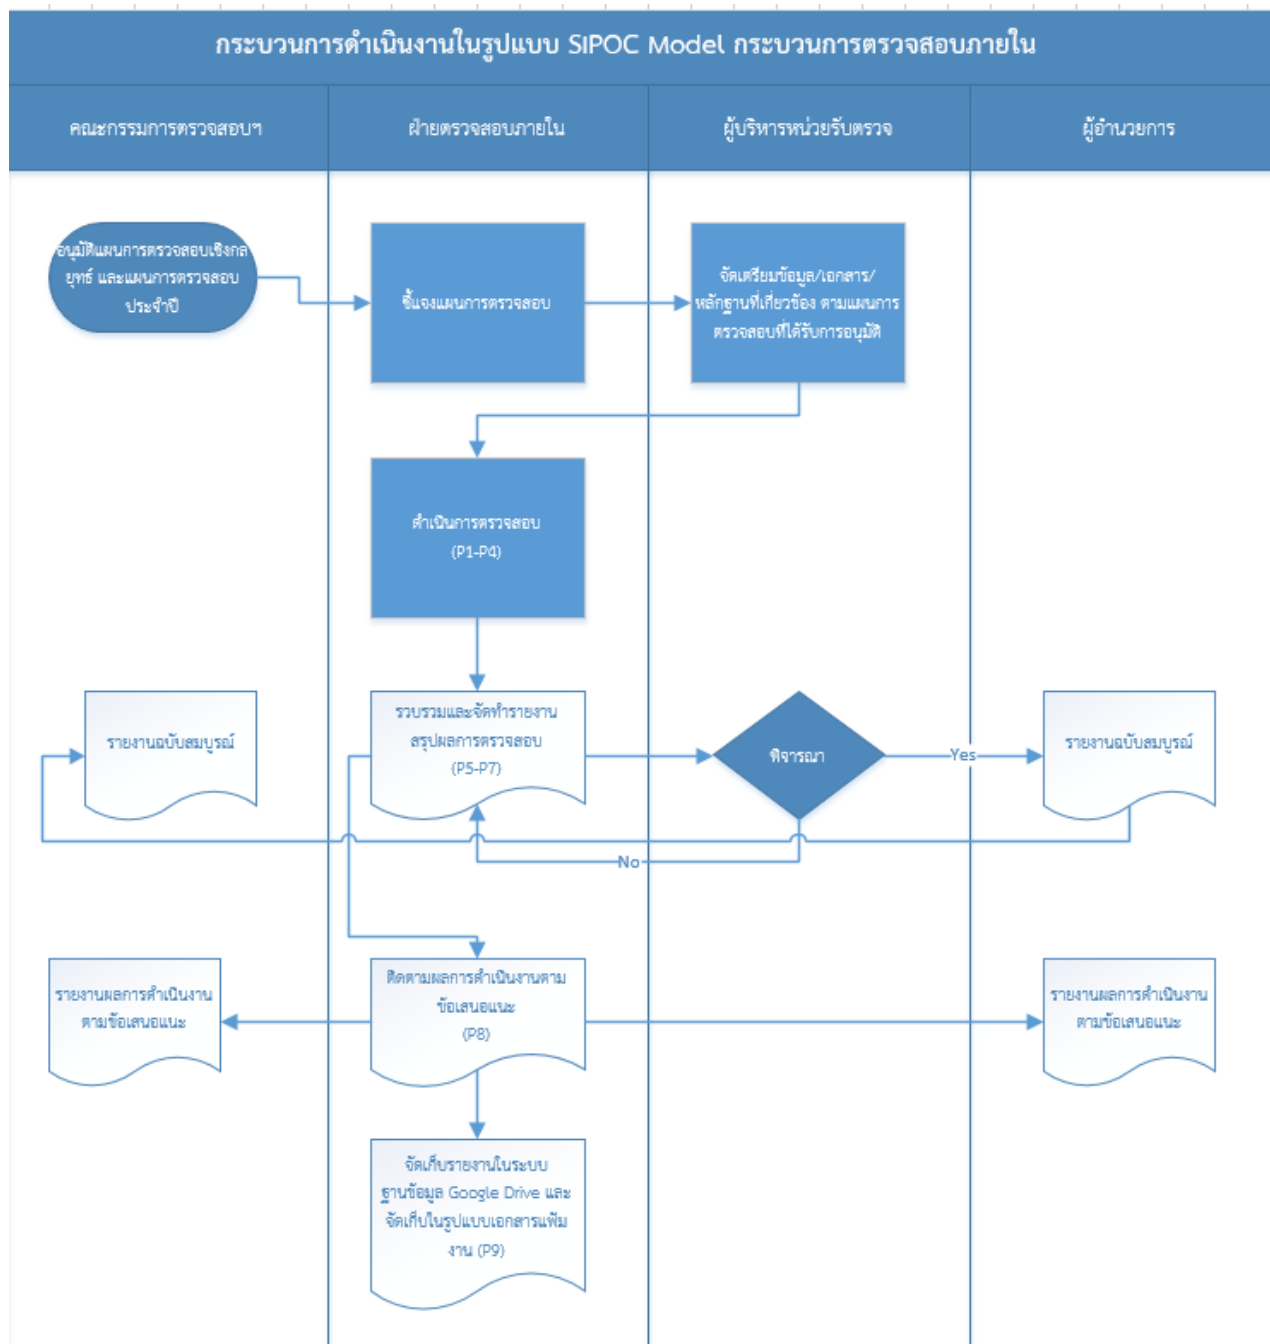 กระบวนการดำเนินงานในรูปแบบ SIPOC Model กระบวนการตรวจสอบภายใน
คณะกรรมการตรวจสอบฯ
ฝ่ายตรวจสอบภายใน
ผู้บริหารหน่วยรับตรวจ
ผู้อำนวยการ
อนุมัติแผนการตรวจสอบเชิงกล
ยุทธ์ และแผนการตรวจสอบ
ประจำปี
ชี้แจงแผนการตรวจสอบ
จัดเตรียมข้อมูล/เอกสาร/
หลักฐานที่เกี่ยวข้อง ตามแผนการ
ตรวจสอบที่ได้รับการอนุมัติ
ดำเนินการตรวจสอบ
(P1-P4)
รายงานฉบับสมบูรณ์
รวบรวมและจัดทำรายงาน
สรุปผลการตรวจสอบ
(P5-P7)
พิจารณา
Yes
รายงานฉบับสมบูรณ์
No
รายงานผลการดำเนินงาน
ตามข้อเสนอแนะ
ติดตามผลการดำเนินงานตาม
ข้อเสนอแนะ
(P8)
รายงานผลการดำเนินงาน
ตามข้อเสนอแนะ
จัดเก็บรายงานในระบบ
ฐานข้อมูล Google Drive และ
จัดเก็บในรูปแบบเอกสารแฟ้ม
งาน (P9)